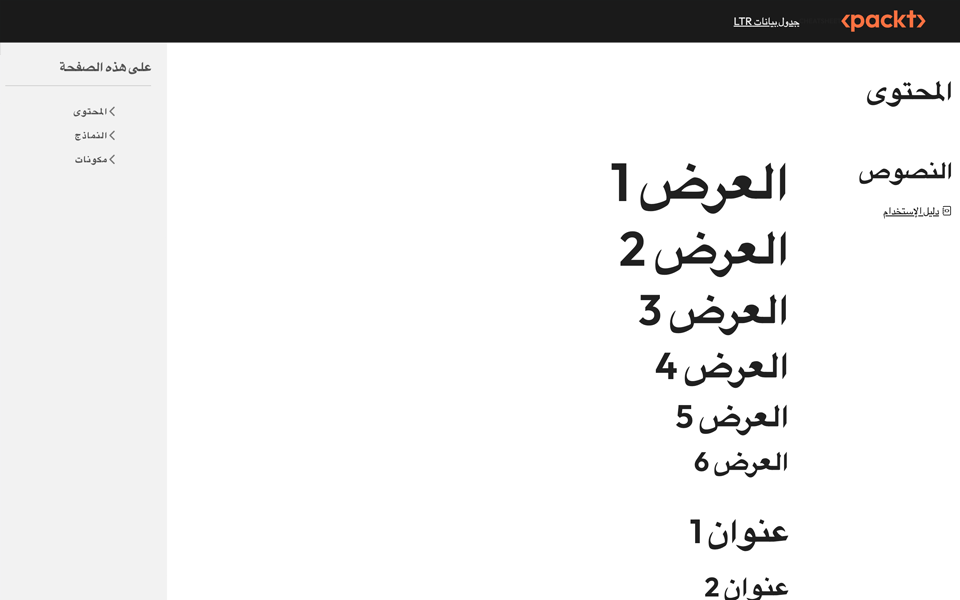 <packt>
جدول بيانات LTR
على هذه الصفحة
المحتوى
النماذج
مكونات
المحتوى
النصوص
دليل الإستخدام
العرض 1
العرض 2
العرض 3
العرض 4
العرض 5
العرض 6
عنوان 1
عنوان 2